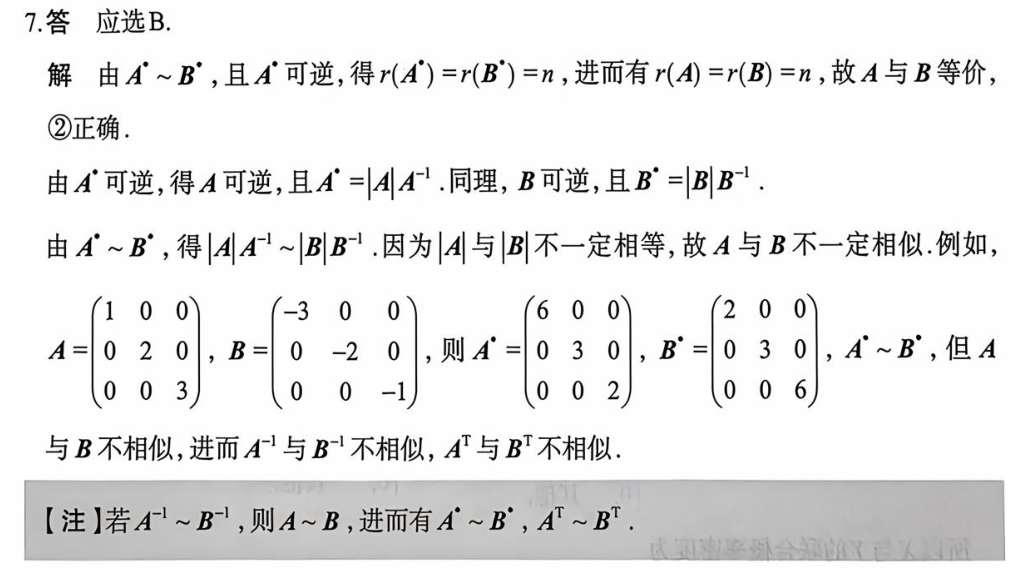 7.答 应选B.
解 由A*~B*,且A*可逆,得r(A*)=r(B*)=n,进而有r(A)=r(B)=n,故A与B等价,
②正确.
由A*可逆,得A可逆,且A*=|A|A⁻¹.同理,B可逆,且B*=|B|B⁻¹.
由A*~B*,得|A|A⁻¹~|B|B⁻¹.因为|A|与|B|不一定相等,故A与B不一定相似.例如,
A=(1 0 0; 0 2 0; 0 0 3), B=(-3 0 0; 0 -2 0; 0 0 -1),则A*=(6 0 0; 0 3 0; 0 0 2), B*=(2 0 0; 0 3 0; 0 0 6), A*~B*,但A
与B不相似,进而A⁻¹与B⁻¹不相似,Aᵀ与Bᵀ不相似.
【注】若A⁻¹~B⁻¹,则A~B,进而有A*~B*,Aᵀ~Bᵀ.